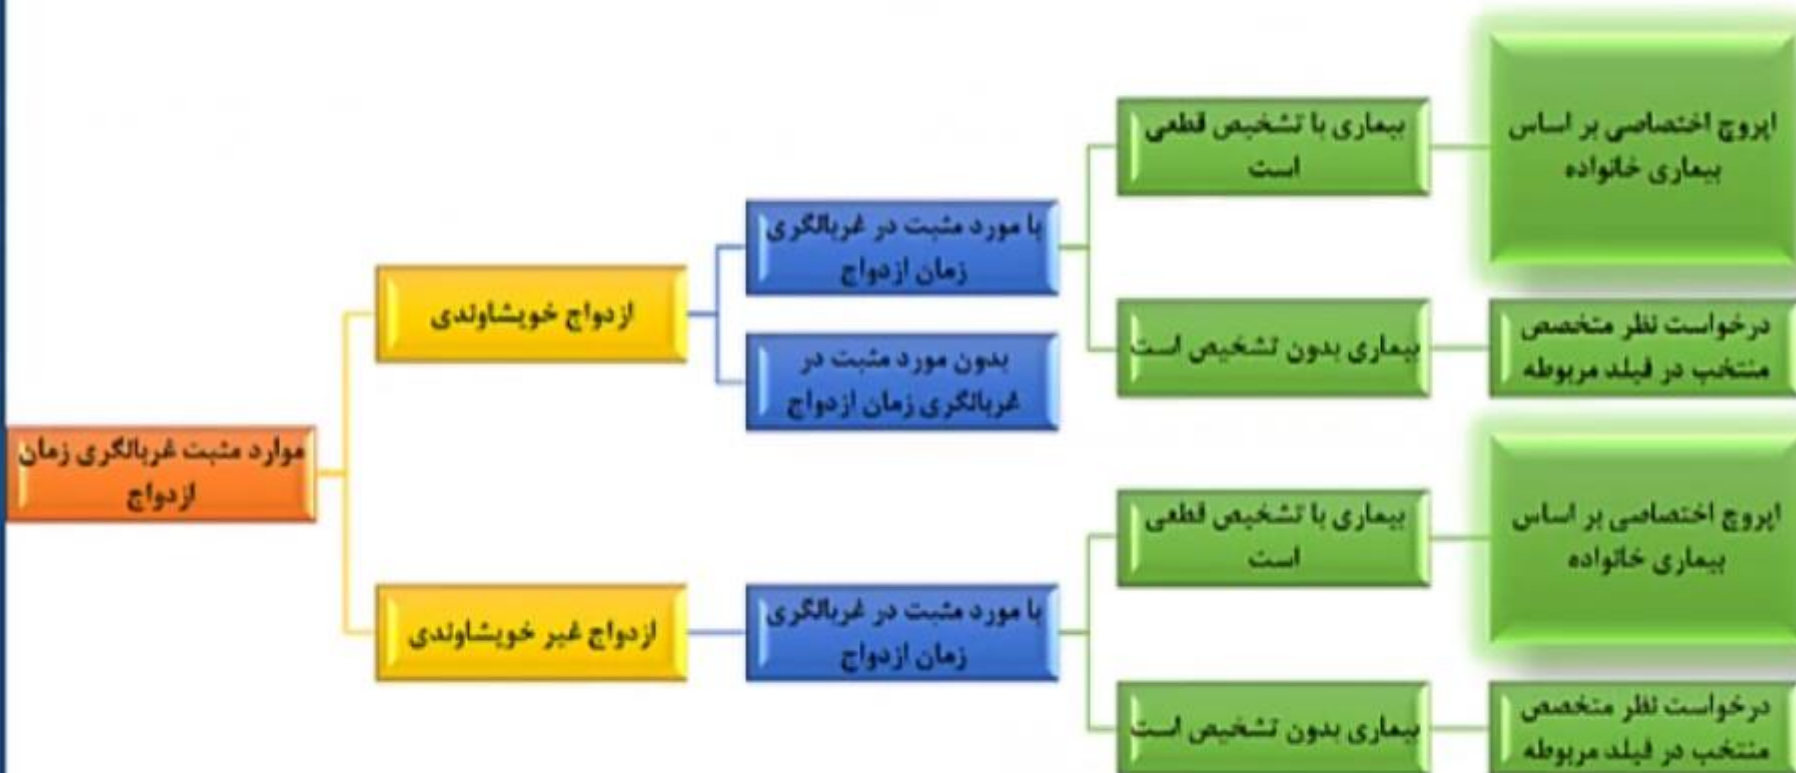 موارد مثبت غربالگری زمان
ازدواج
ازدواج خویشاوندی
با مورد مثبت در غربالگری
زمان ازدواج
بیماری با تشخیص قطعی
است
اپروچ اختصاصی بر اساس
بیماری خانواده
بیماری بدون تشخیص است
درخواست نظر متخصص
منتخب در فیلد مربوطه
بدون مورد مثبت در
غربالگری زمان ازدواج
ازدواج غیر خویشاوندی
با مورد مثبت در غربالگری
زمان ازدواج
بیماری با تشخیص قطعی
است
اپروچ اختصاصی بر اساس
بیماری خانواده
بیماری بدون تشخیص است
درخواست نظر متخصص
منتخب در فیلد مربوطه